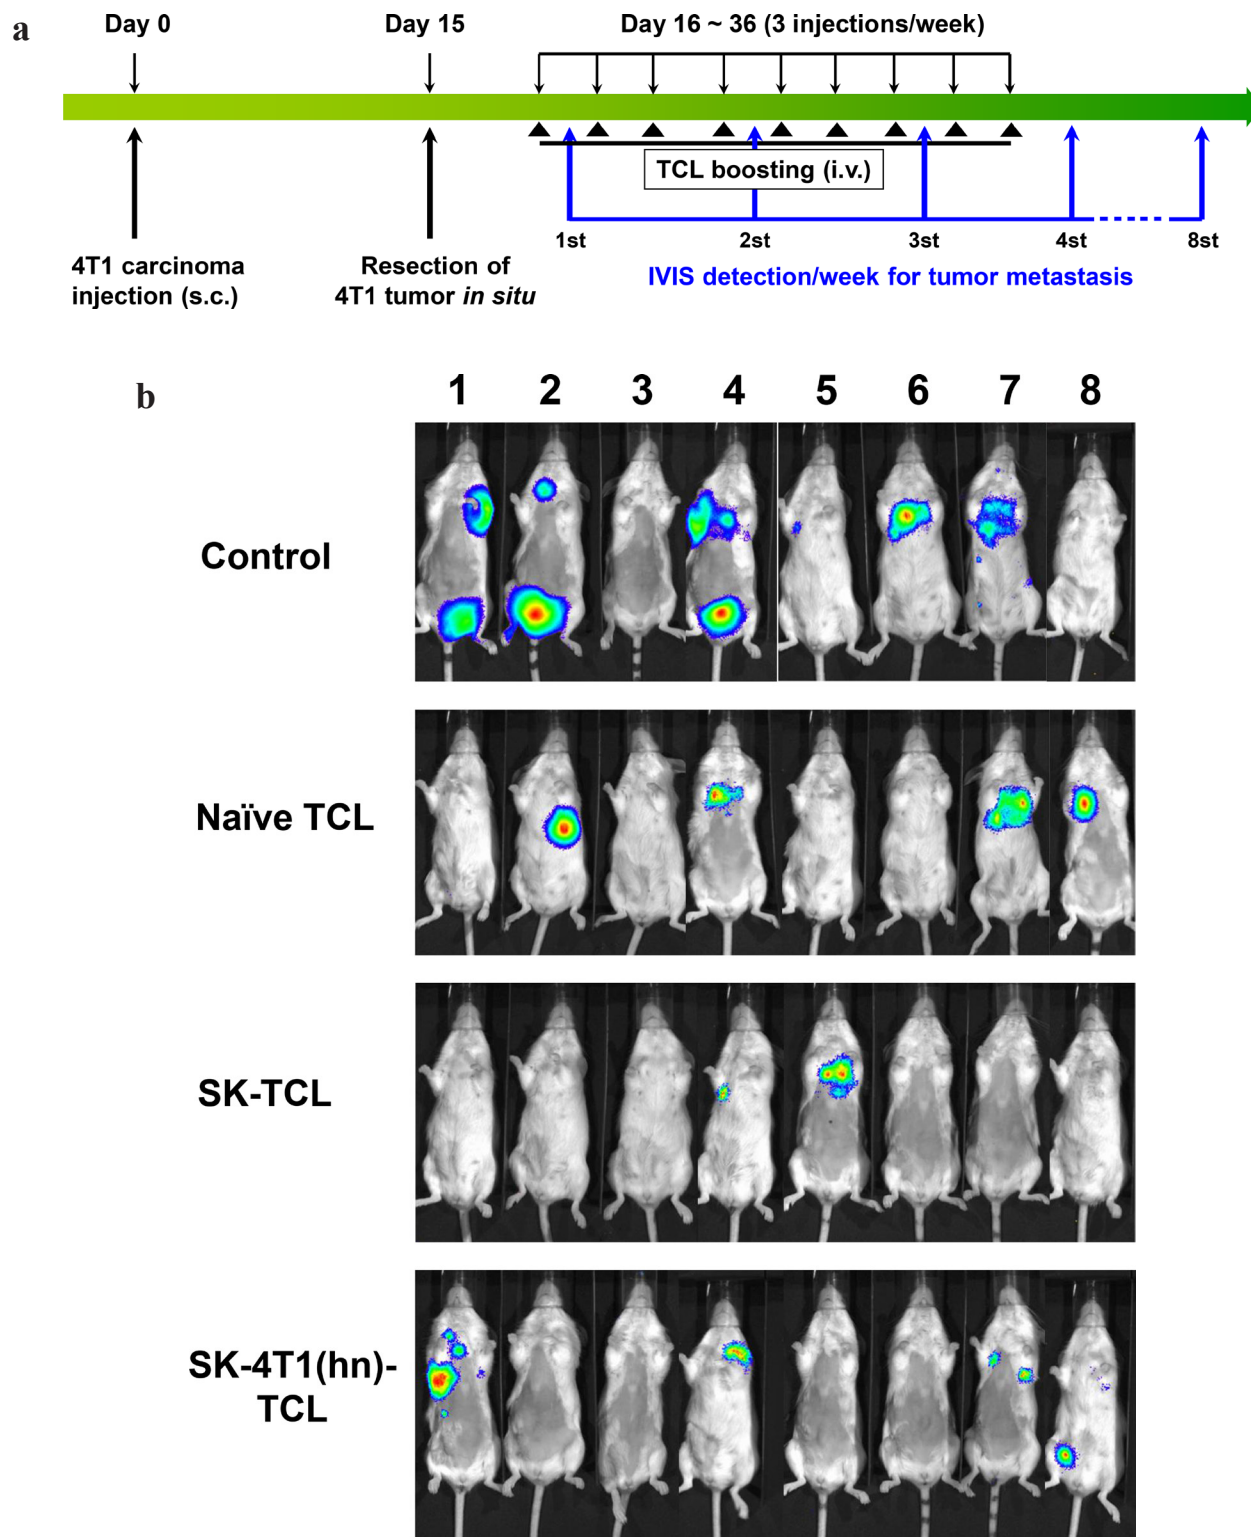 a
Day 0
Day 15
Day 16 ~ 36 (3 injections/week)
TCL boosting (i.v.)
1st
2st
3st
4st
8st
4T1 carcinoma
injection (s.c.)
Resection of
4T1 tumor in situ
IVIS detection/week for tumor metastasis
b
1
2
3
4
5
6
7
8
Control
Naïve TCL
SK-TCL
SK-4T1(hn)-
TCL